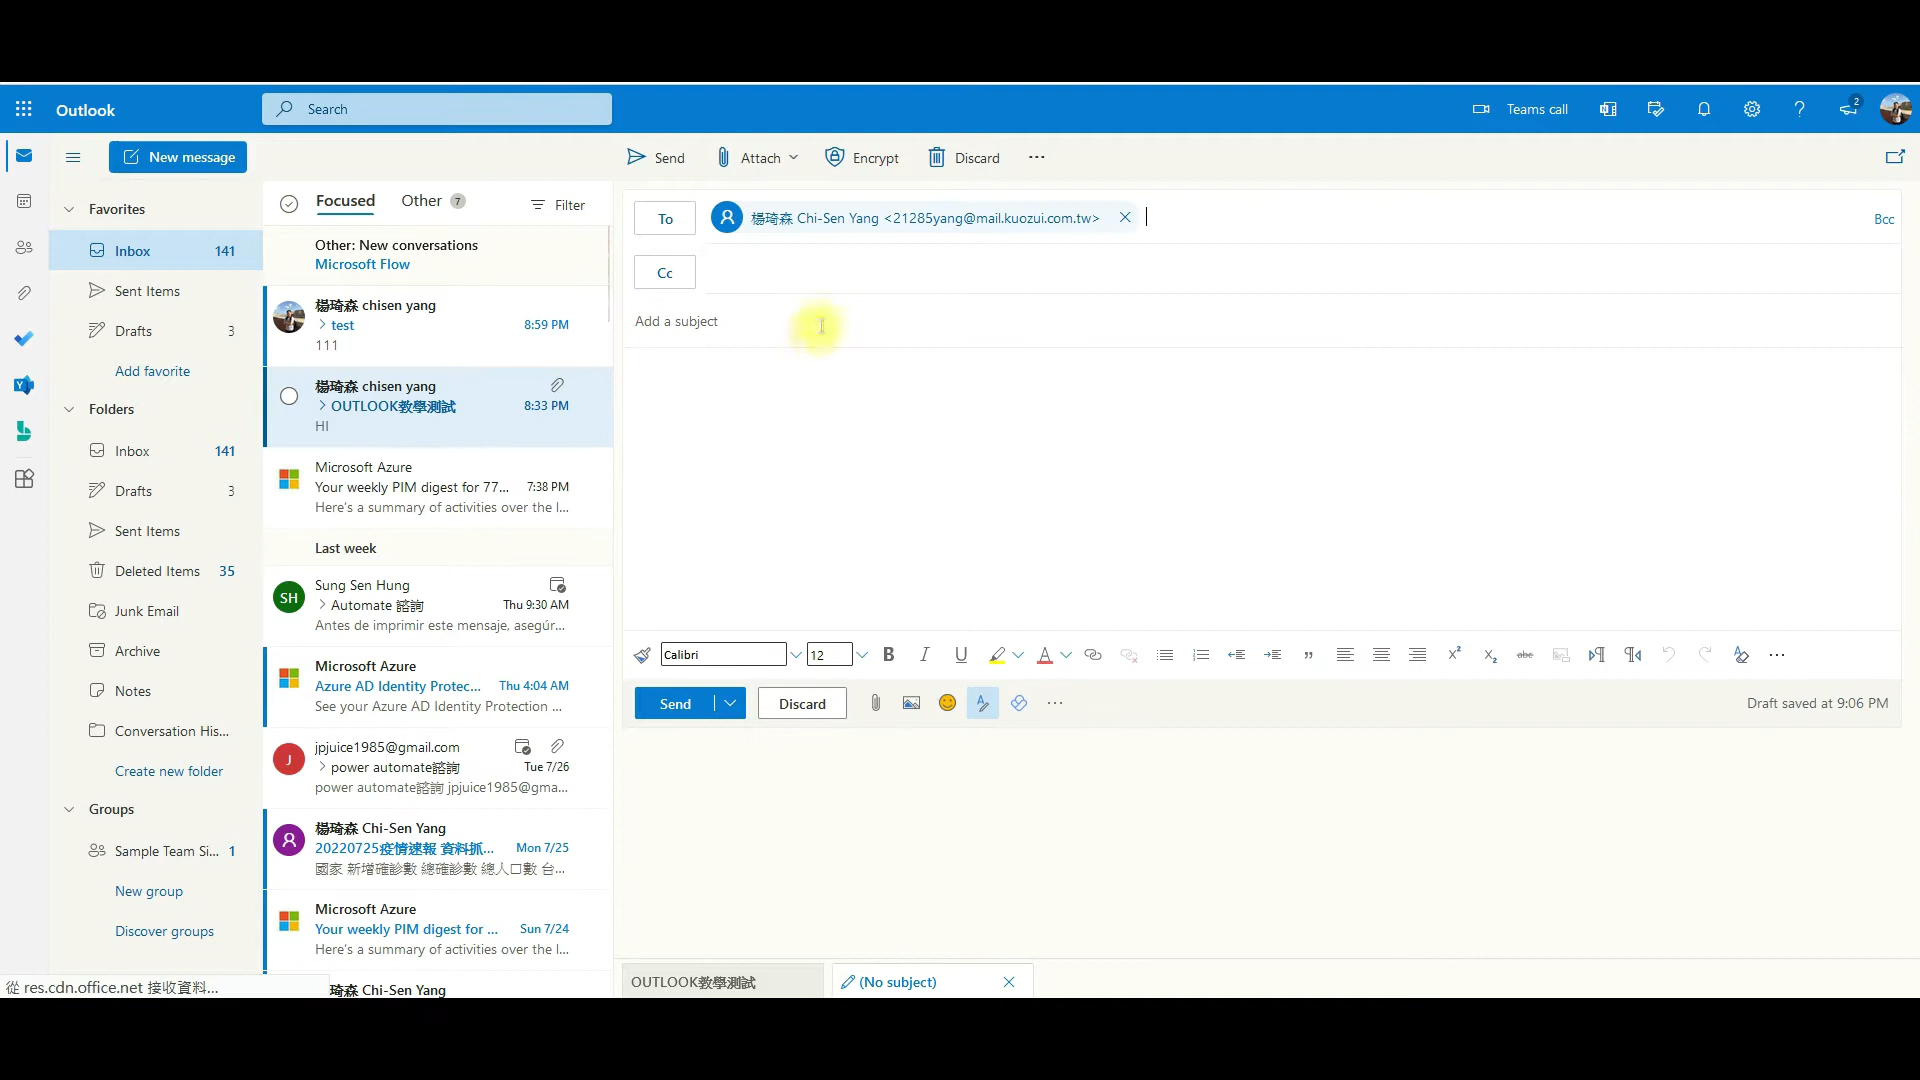 Outlook
Search
Teams call
2
New message
Send
Attach
Encrypt
Discard
Favorites
Inbox 141
Sent Items
Drafts 3
Add favorite
Folders
Inbox 141
Drafts 3
Sent Items
Deleted Items 35
Junk Email
Archive
Notes
Conversation His...
Create new folder
Groups
Sample Team Si... 1
New group
Discover groups
從 res.cdn.office.net 接收資料...
Focused
Other 7
Filter
Other: New conversations
Microsoft Flow
楊琦森 chisen yang
test 8:59 PM
111
楊琦森 chisen yang
OUTLOOK教學測試 8:33 PM
HI
Microsoft Azure
Your weekly PIM digest for 77... 7:38 PM
Here's a summary of activities over the l...
Last week
SH
Sung Sen Hung
Automate 諮詢 Thu 9:30 AM
Antes de imprimir este mensaje, asegúr...
Microsoft Azure
Azure AD Identity Protec... Thu 4:04 AM
See your Azure AD Identity Protection ...
J
jpjuice1985@gmail.com
power automate諮詢 Tue 7/26
power automate諮詢 jpjuice1985@gma...
楊琦森 Chi-Sen Yang
20220725疫情速報 資料抓... Mon 7/25
國家 新增確診數 總確診數 總人口數 台...
Microsoft Azure
Your weekly PIM digest for ... Sun 7/24
Here's a summary of activities over the l...
琦森 Chi-Sen Yang
To
楊琦森 Chi-Sen Yang <21285yang@mail.kuozui.com.tw>
Bcc
Cc
Add a subject
Calibri 12
Send
Discard
Draft saved at 9:06 PM
OUTLOOK教學測試
(No subject)